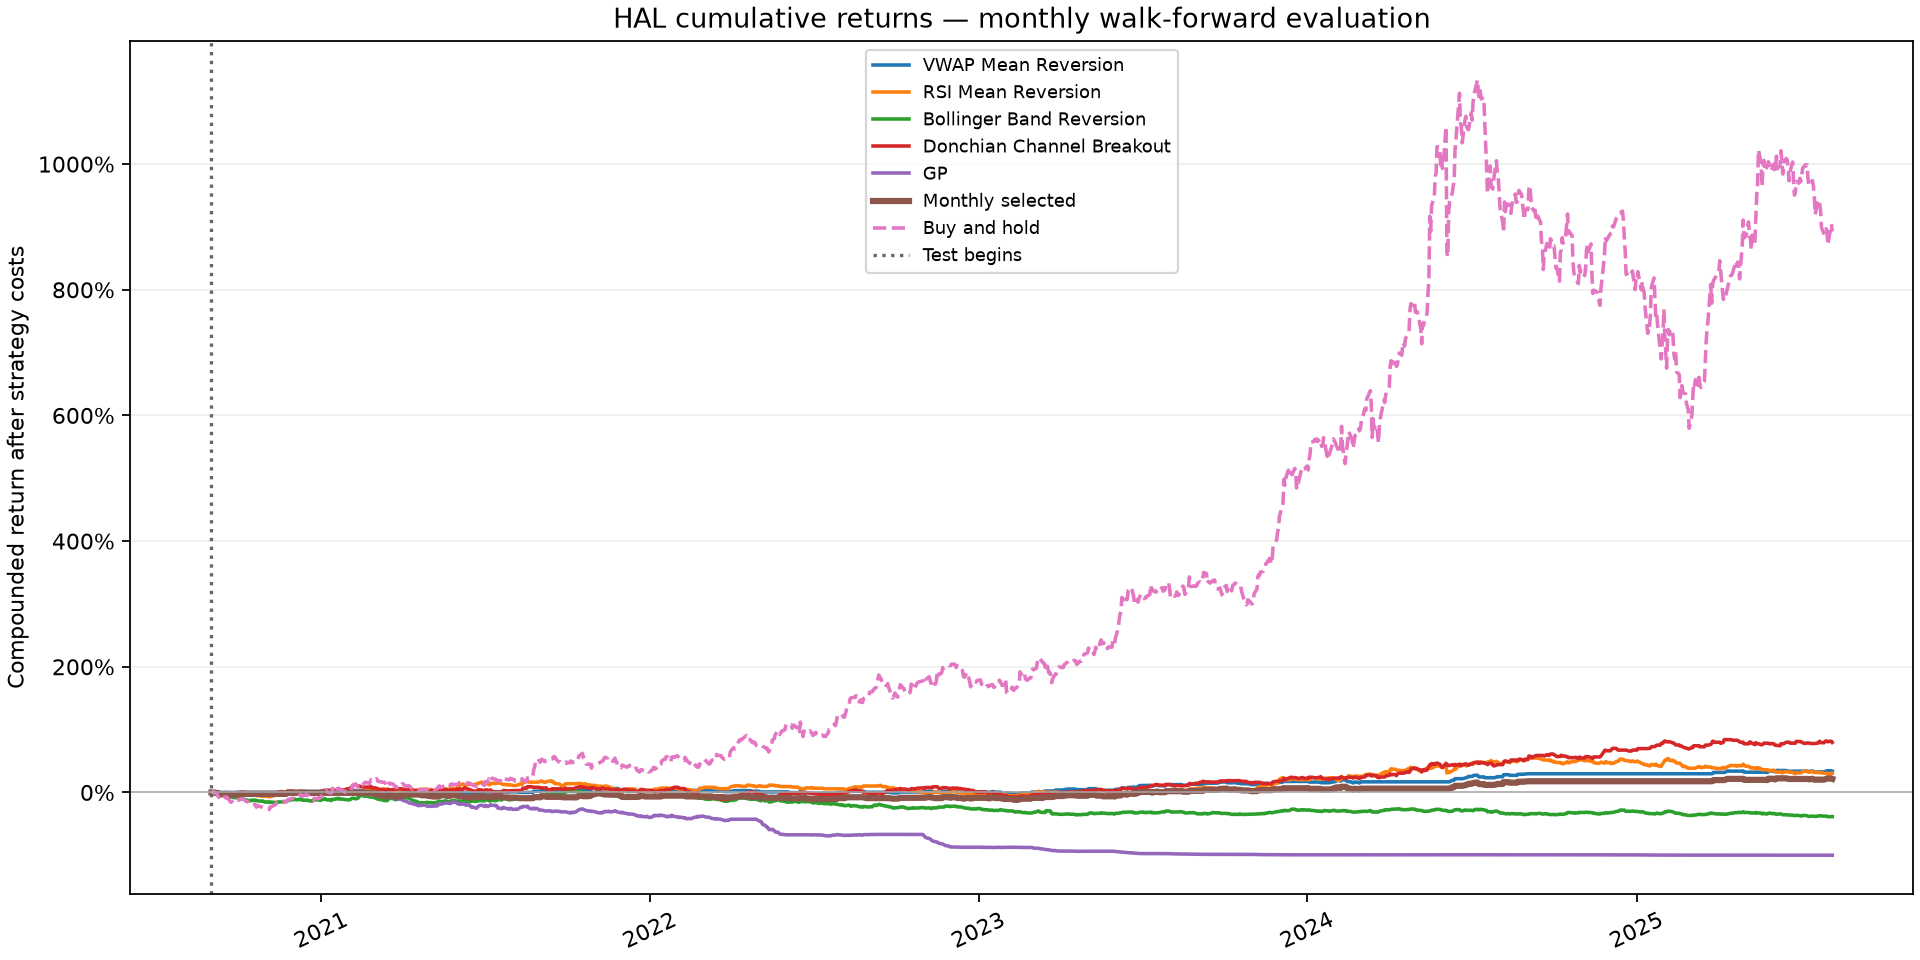 HAL cumulative returns — monthly walk-forward evaluation
VWAP Mean Reversion
RSI Mean Reversion
Bollinger Band Reversion
Donchian Channel Breakout
GP
Monthly selected
Buy and hold
Test begins
Compounded return after strategy costs
1000%
800%
600%
400%
200%
0%
2021
2022
2023
2024
2025